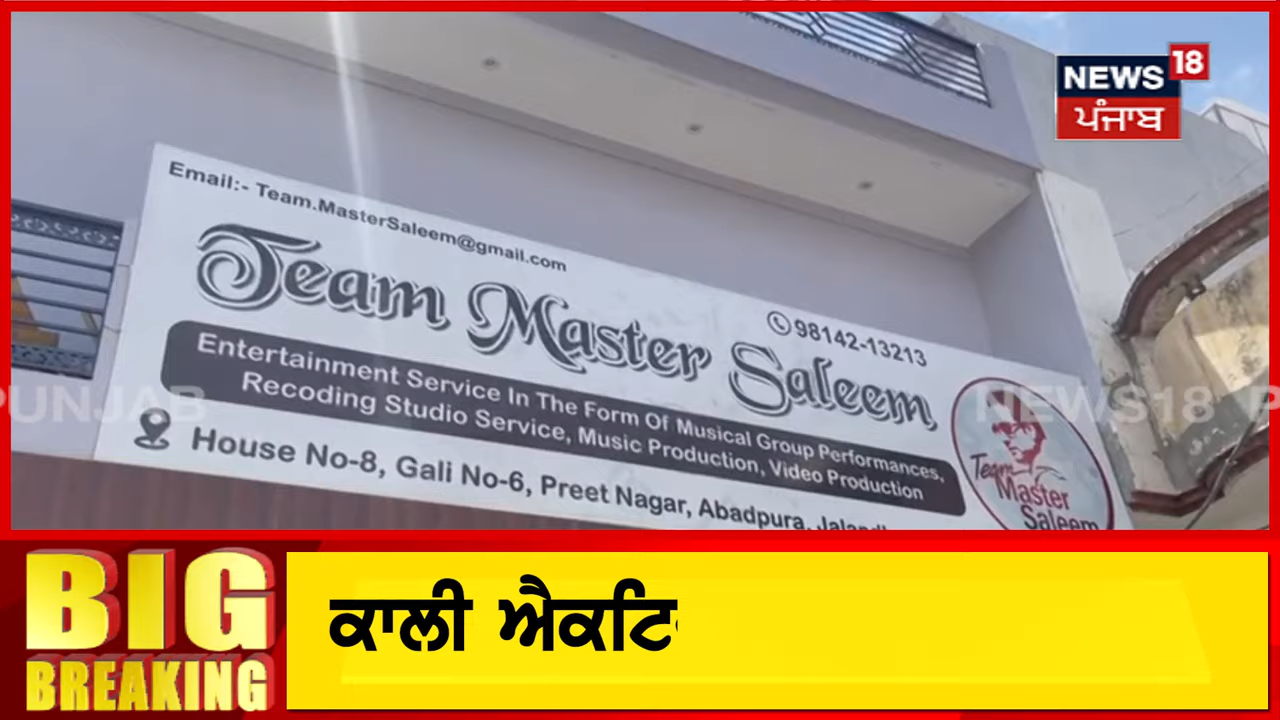 NEWS 18
ਪੰਜਾਬ
Email:- Team.MasterSaleem@gmail.com
Team Master Saleem
98142-13213
Entertainment Service In The Form Of Musical Group Performances,
Recoding Studio Service, Music Production, Video Production
House No-8, Gali No-6, Preet Nagar, Abadpura,
Team
Master
Saleem
PUNJAB
NEWS18
BIG
BREAKING
ਕਾਲੀ